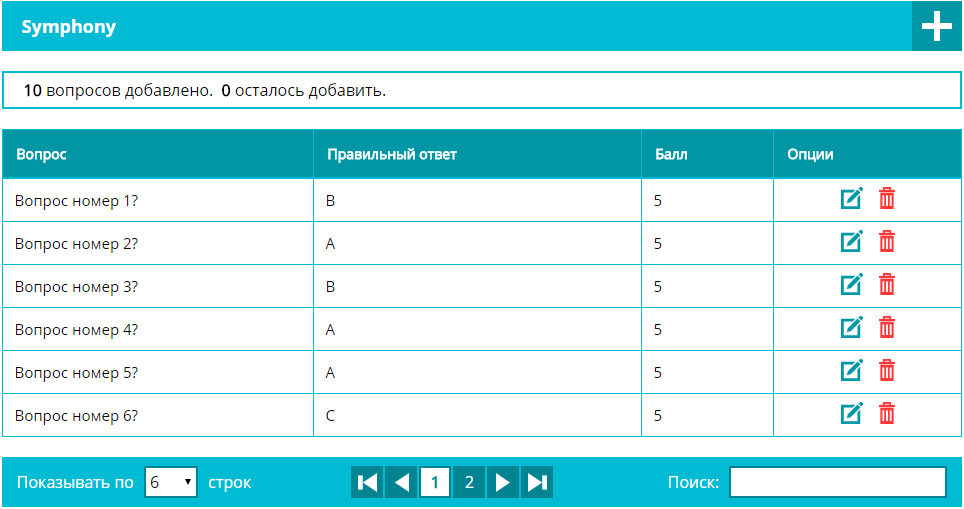 Symphony
10 вопросов добавлено. 0 осталось добавить.
Вопрос Правильный ответ Балл Опции
Вопрос номер 1? B 5
Вопрос номер 2? A 5
Вопрос номер 3? B 5
Вопрос номер 4? A 5
Вопрос номер 5? A 5
Вопрос номер 6? C 5
Показывать по 6 строк 1 2 Поиск: